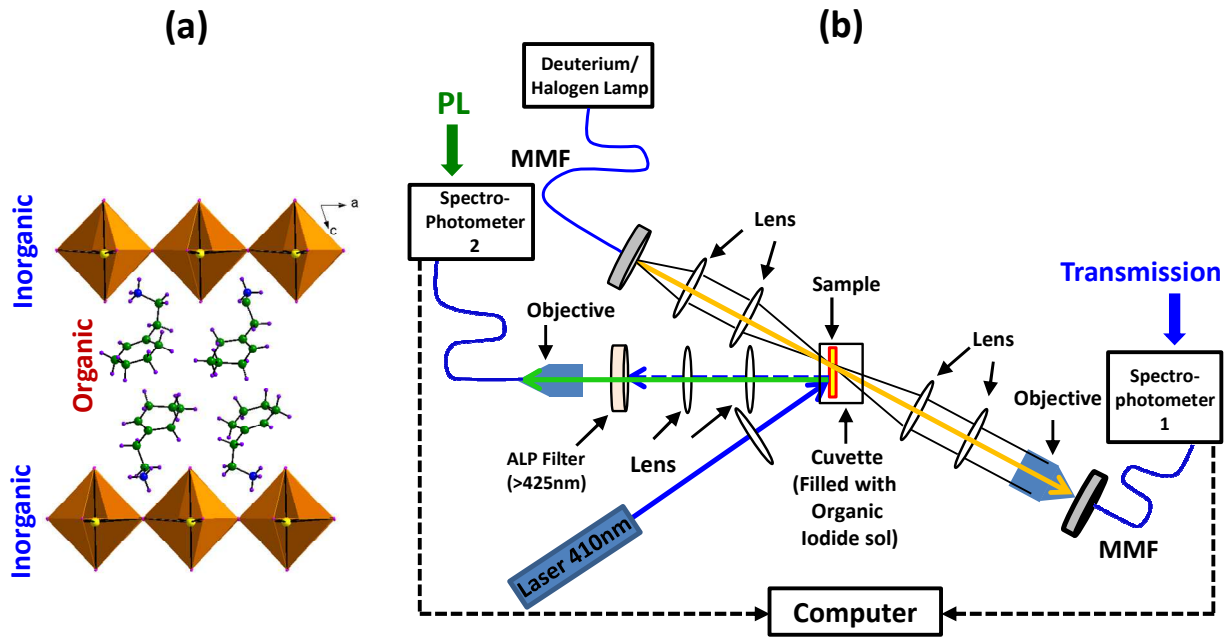 (a)
Inorganic
Organic
Inorganic
a
c
(b)
Deuterium/
Halogen Lamp
PL
MMF
Spectro-
Photometer
2
Lens
Sample
Transmission
Objective
Lens
Spectro-
photometer
1
Objective
ALP Filter
(>425nm)
Lens
Cuvette
(Filled with
Organic
Iodide sol)
Laser 410nm
MMF
Computer